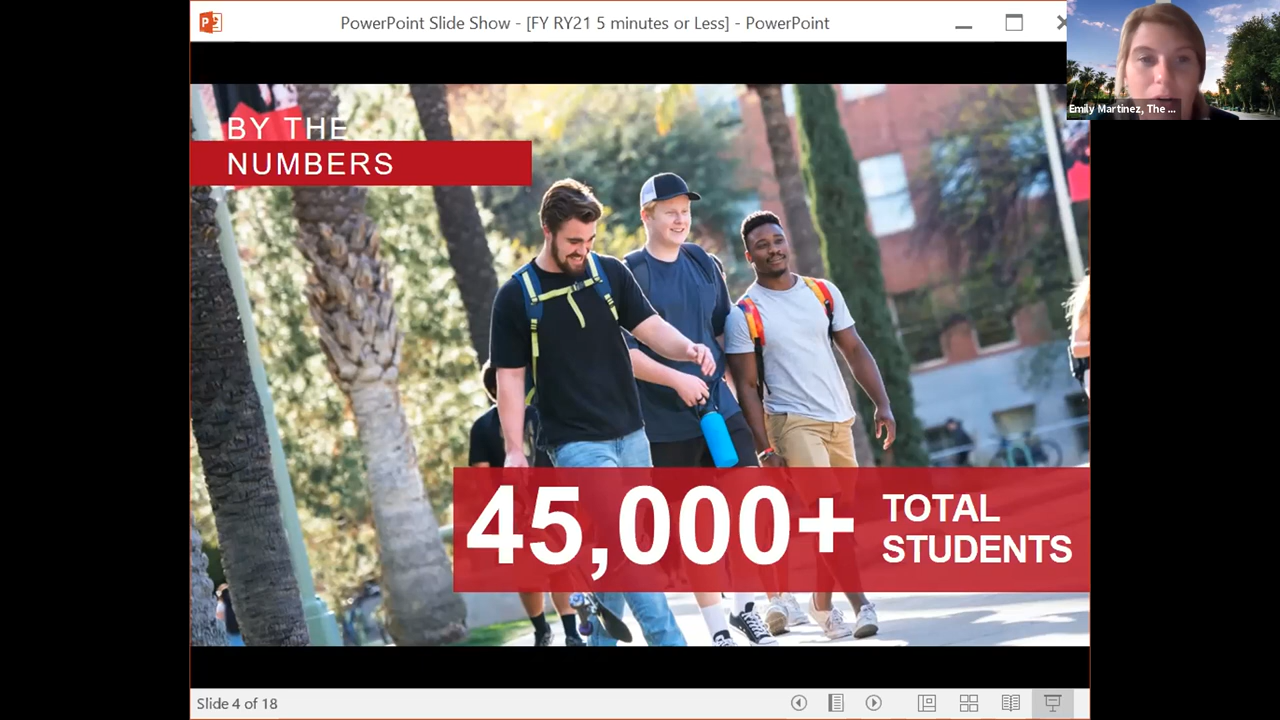 PowerPoint Slide Show - [FY RY21 5 minutes or Less] - PowerPoint
Emily Martinez, The ...
BY THE
NUMBERS
45,000+
TOTAL
STUDENTS
Slide 4 of 18